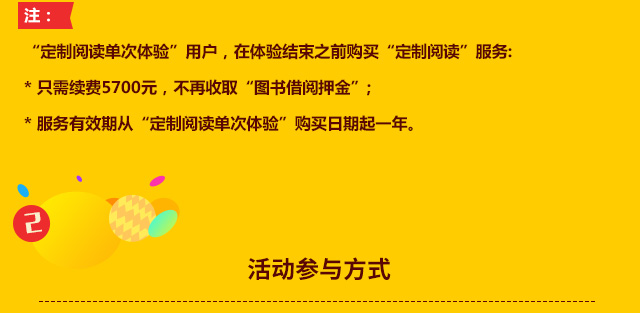 注：
“定制阅读单次体验”用户，在体验结束之前购买“定制阅读”服务:
* 只需续费5700元，不再收取“图书借阅押金”；
* 服务有效期从“定制阅读单次体验”购买日期起一年。
2
活动参与方式